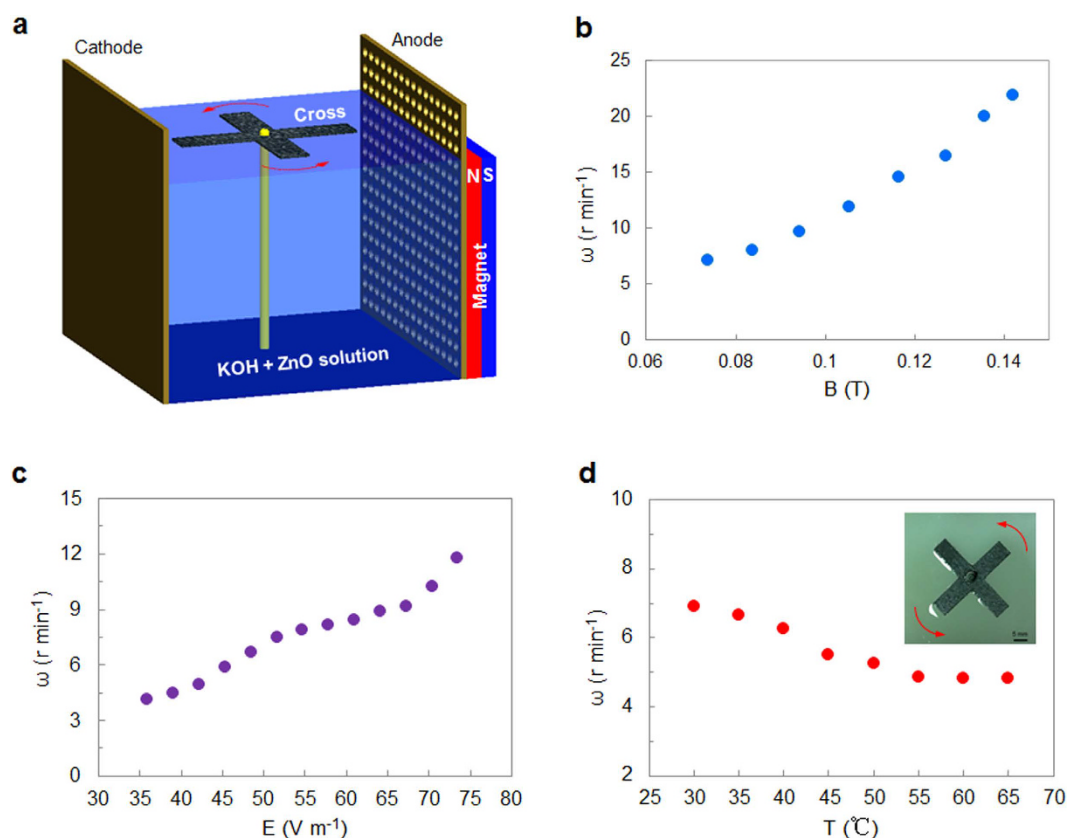 a
Cathode
Anode
Cross
N S
Magnet
KOH + ZnO solution
b
25
20
15
10
5
0
0.06 0.08 0.1 0.12 0.14
ω (r min⁻¹)
B (T)
c
15
12
9
6
3
0
30 35 40 45 50 55 60 65 70 75 80
ω (r min⁻¹)
E (V m⁻¹)
d
10
8
6
4
2
25 30 35 40 45 50 55 60 65 70
ω (r min⁻¹)
T (℃)
5 mm